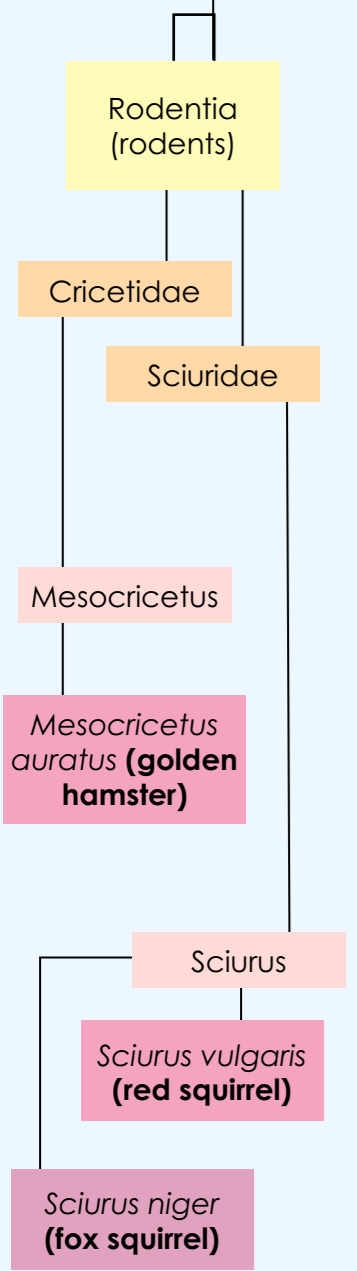 Rodentia
(rodents)
Cricetidae
Sciuridae
Mesocricetus
Mesocricetus
auratus (golden
hamster)
Sciurus
Sciurus vulgaris
(red squirrel)
Sciurus niger
(fox squirrel)